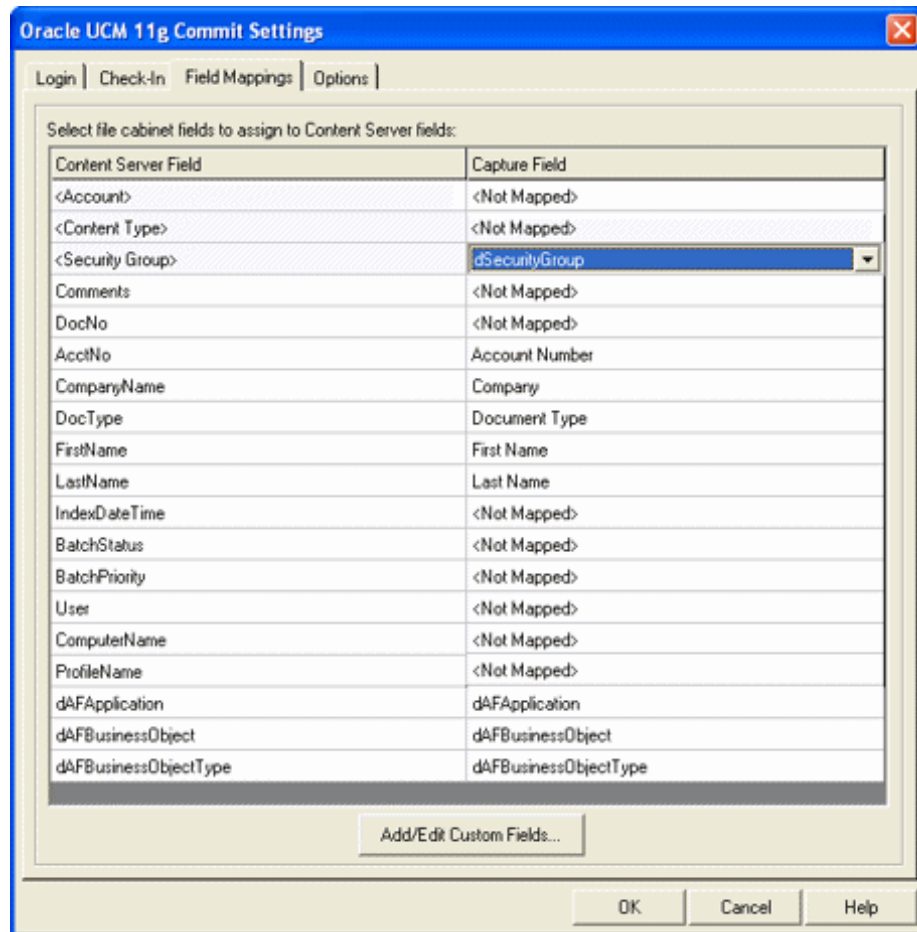 Oracle UCM 11g Commit Settings
Login Check-In Field Mappings Options
Select file cabinet fields to assign to Content Server fields:
Content Server Field Capture Field
<Account> <Not Mapped>
<Content Type> <Not Mapped>
<Security Group> dSecurityGroup
Comments <Not Mapped>
DocNo <Not Mapped>
AcctNo Account Number
CompanyName Company
DocType Document Type
FirstName First Name
LastName Last Name
IndexDateTime <Not Mapped>
BatchStatus <Not Mapped>
BatchPriority <Not Mapped>
User <Not Mapped>
ComputerName <Not Mapped>
ProfileName <Not Mapped>
dAFApplication dAFApplication
dAFBusinessObject dAFBusinessObject
dAFBusinessObjectType dAFBusinessObjectType
Add/Edit Custom Fields...
OK Cancel Help